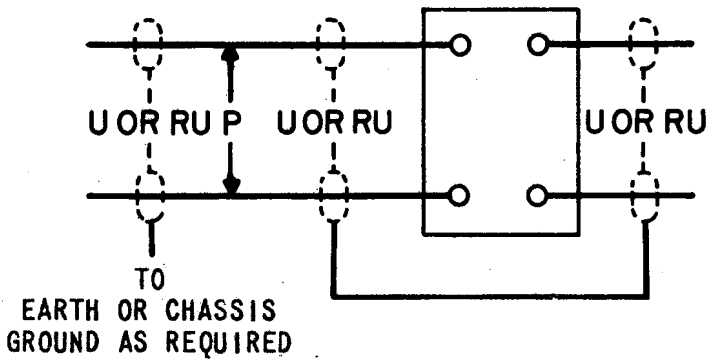 U OR RU P U OR RU U OR RU
TO
EARTH OR CHASSIS
GROUND AS REQUIRED